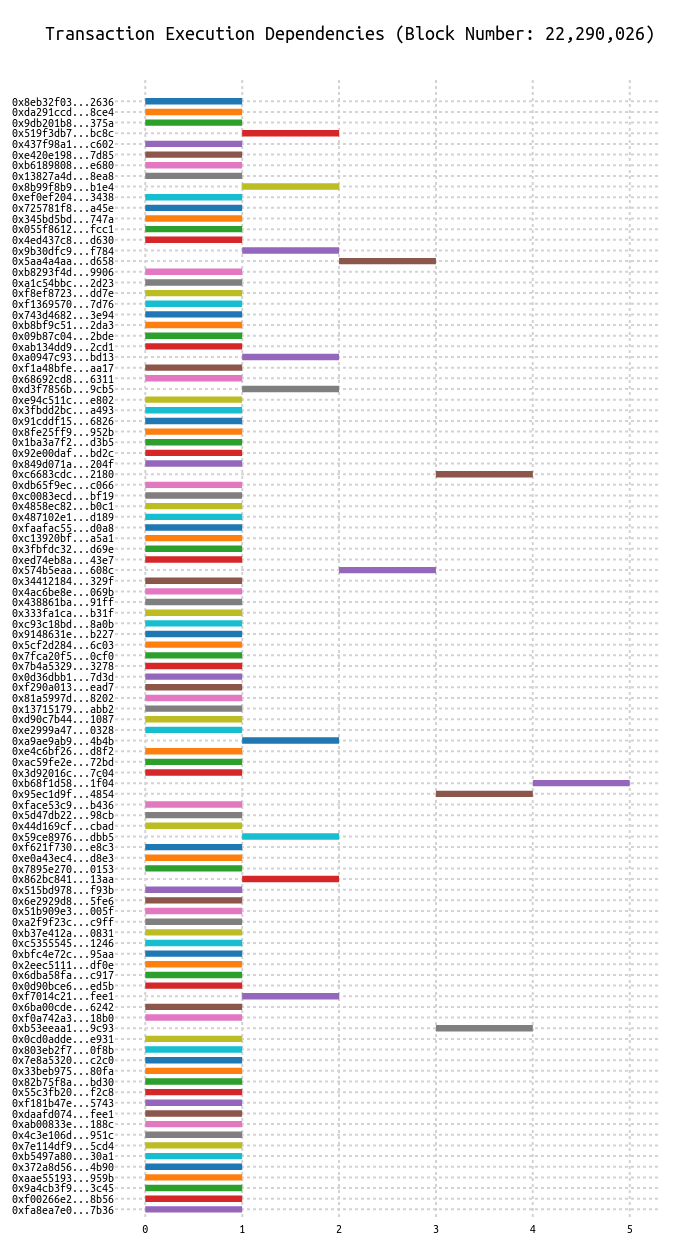 Transaction Execution Dependencies (Block Number: 22,290,026)
0x8eb32f03...2636
0xda291ccd...8ce4
0x9db201b8...375a
0x519f3db7...bc8c
0x437f98a1...c602
0xe420e198...7d85
0xb6189808...e680
0x13827a4d...8ea8
0x8b99f8b9...b1e4
0xef0ef204...3438
0x725781f8...a45e
0x345bd5bd...747a
0x055f8612...fcc1
0x4ed437c8...d630
0x9b30dfc9...f784
0x5aa4a4aa...d658
0xb8293f4d...9906
0xa1c54bbc...2d23
0xf8ef8723...dd7e
0xf1369570...7d76
0x743d4682...3e94
0xb8bf9c51...2da3
0x09b87c04...2bde
0xab134dd9...2cd1
0xa0947c93...bd13
0xf1a48bfe...aa17
0x68692cd8...6311
0xd3f7856b...9cb5
0xe94c511c...e802
0x3fbdd2bc...a493
0x91cddf15...6826
0x8fe25ff9...952b
0x1ba3a7f2...d3b5
0x92e00daf...bd2c
0x849d071a...204f
0xc6683cdc...2180
0xdb65f9ec...c066
0xc0083ecd...bf19
0x4858ec82...b0c1
0x487102e1...d189
0xfaafac55...d0a8
0xc13920bf...a5a1
0x3fbfdc32...d69e
0xed74eb8a...43e7
0x574b5eaa...608c
0x34412184...329f
0x4ac6be8e...069b
0x438861ba...91ff
0x333fa1ca...b31f
0xc93c18bd...8a0b
0x9148631e...b227
0x5cf2d284...6c03
0x7fca20f5...0cf0
0x7b4a5329...3278
0x0d36dbb1...7d3d
0xf290a013...ead7
0x81a5997d...8202
0x13715179...abb2
0xd90c7b44...1087
0xe2999a47...0328
0xa9ae9ab9...4b4b
0xe4c6bf26...d8f2
0xac59fe2e...72bd
0x3d92016c...7c04
0xb68f1d58...1f04
0x95ec1d9f...4854
0xface53c9...b436
0x5d47db22...98cb
0x44d169cf...cbad
0x59ce8976...dbb5
0xf621f730...e8c3
0xe0a43ec4...d8e3
0x7895e270...0153
0x862bc841...13aa
0x515bd978...f93b
0x6e2929d8...5fe6
0x51b909e3...005f
0xa2f9f23c...c9ff
0xb37e412a...0831
0xc5355545...1246
0xbfc4e72c...95aa
0x2eec5111...df0e
0x6dba58fa...c917
0x0d90bce6...ed5b
0xf7014c21...fee1
0x6ba00cde...6242
0xf0a742a3...18b0
0xb53eeaa1...9c93
0x0cd0adde...e931
0x803eb2f7...0f8b
0x7e8a5320...c2c0
0x33beb975...80fa
0x82b75f8a...bd30
0x55c3fb20...f2c8
0xf181b47e...5743
0xdaafd074...fee1
0xab00833e...188c
0x4c3e106d...951c
0x7e114df9...5cd4
0xb5497a80...30a1
0x372a8d56...4b90
0xaae55193...959b
0x9a4cb3f9...3c45
0xf00266e2...8b56
0xfa8ea7e0...7b36
0 1 2 3 4 5